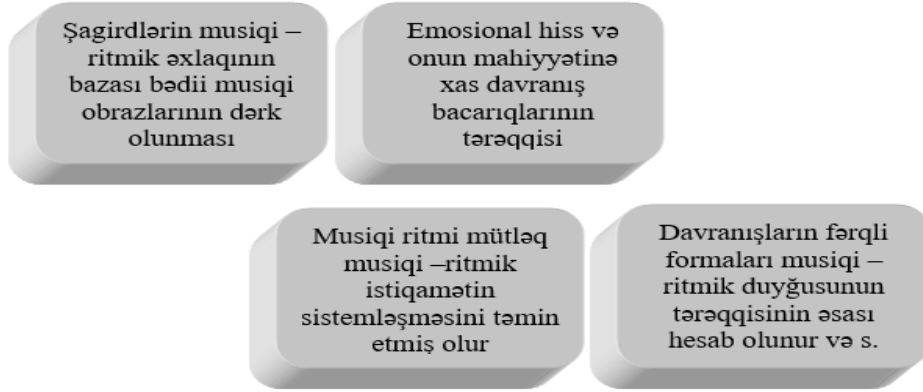 Şagirdlərin musiqi –
ritmik əxlaqının
bazası bədii musiqi
obrazlarının dərk
olunması
Emosional hiss və
onun mahiyyətinə
xas davranış
bacarıqlarının
tərəqqisi
Musiqi ritmi mütləq
musiqi –ritmik
istiqamətin
sistemləşməsini təmin
etmiş olur
Davranışların fərqli
formaları musiqi –
ritmik duyğusunun
tərəqqisinin əsası
hesab olunur və s.